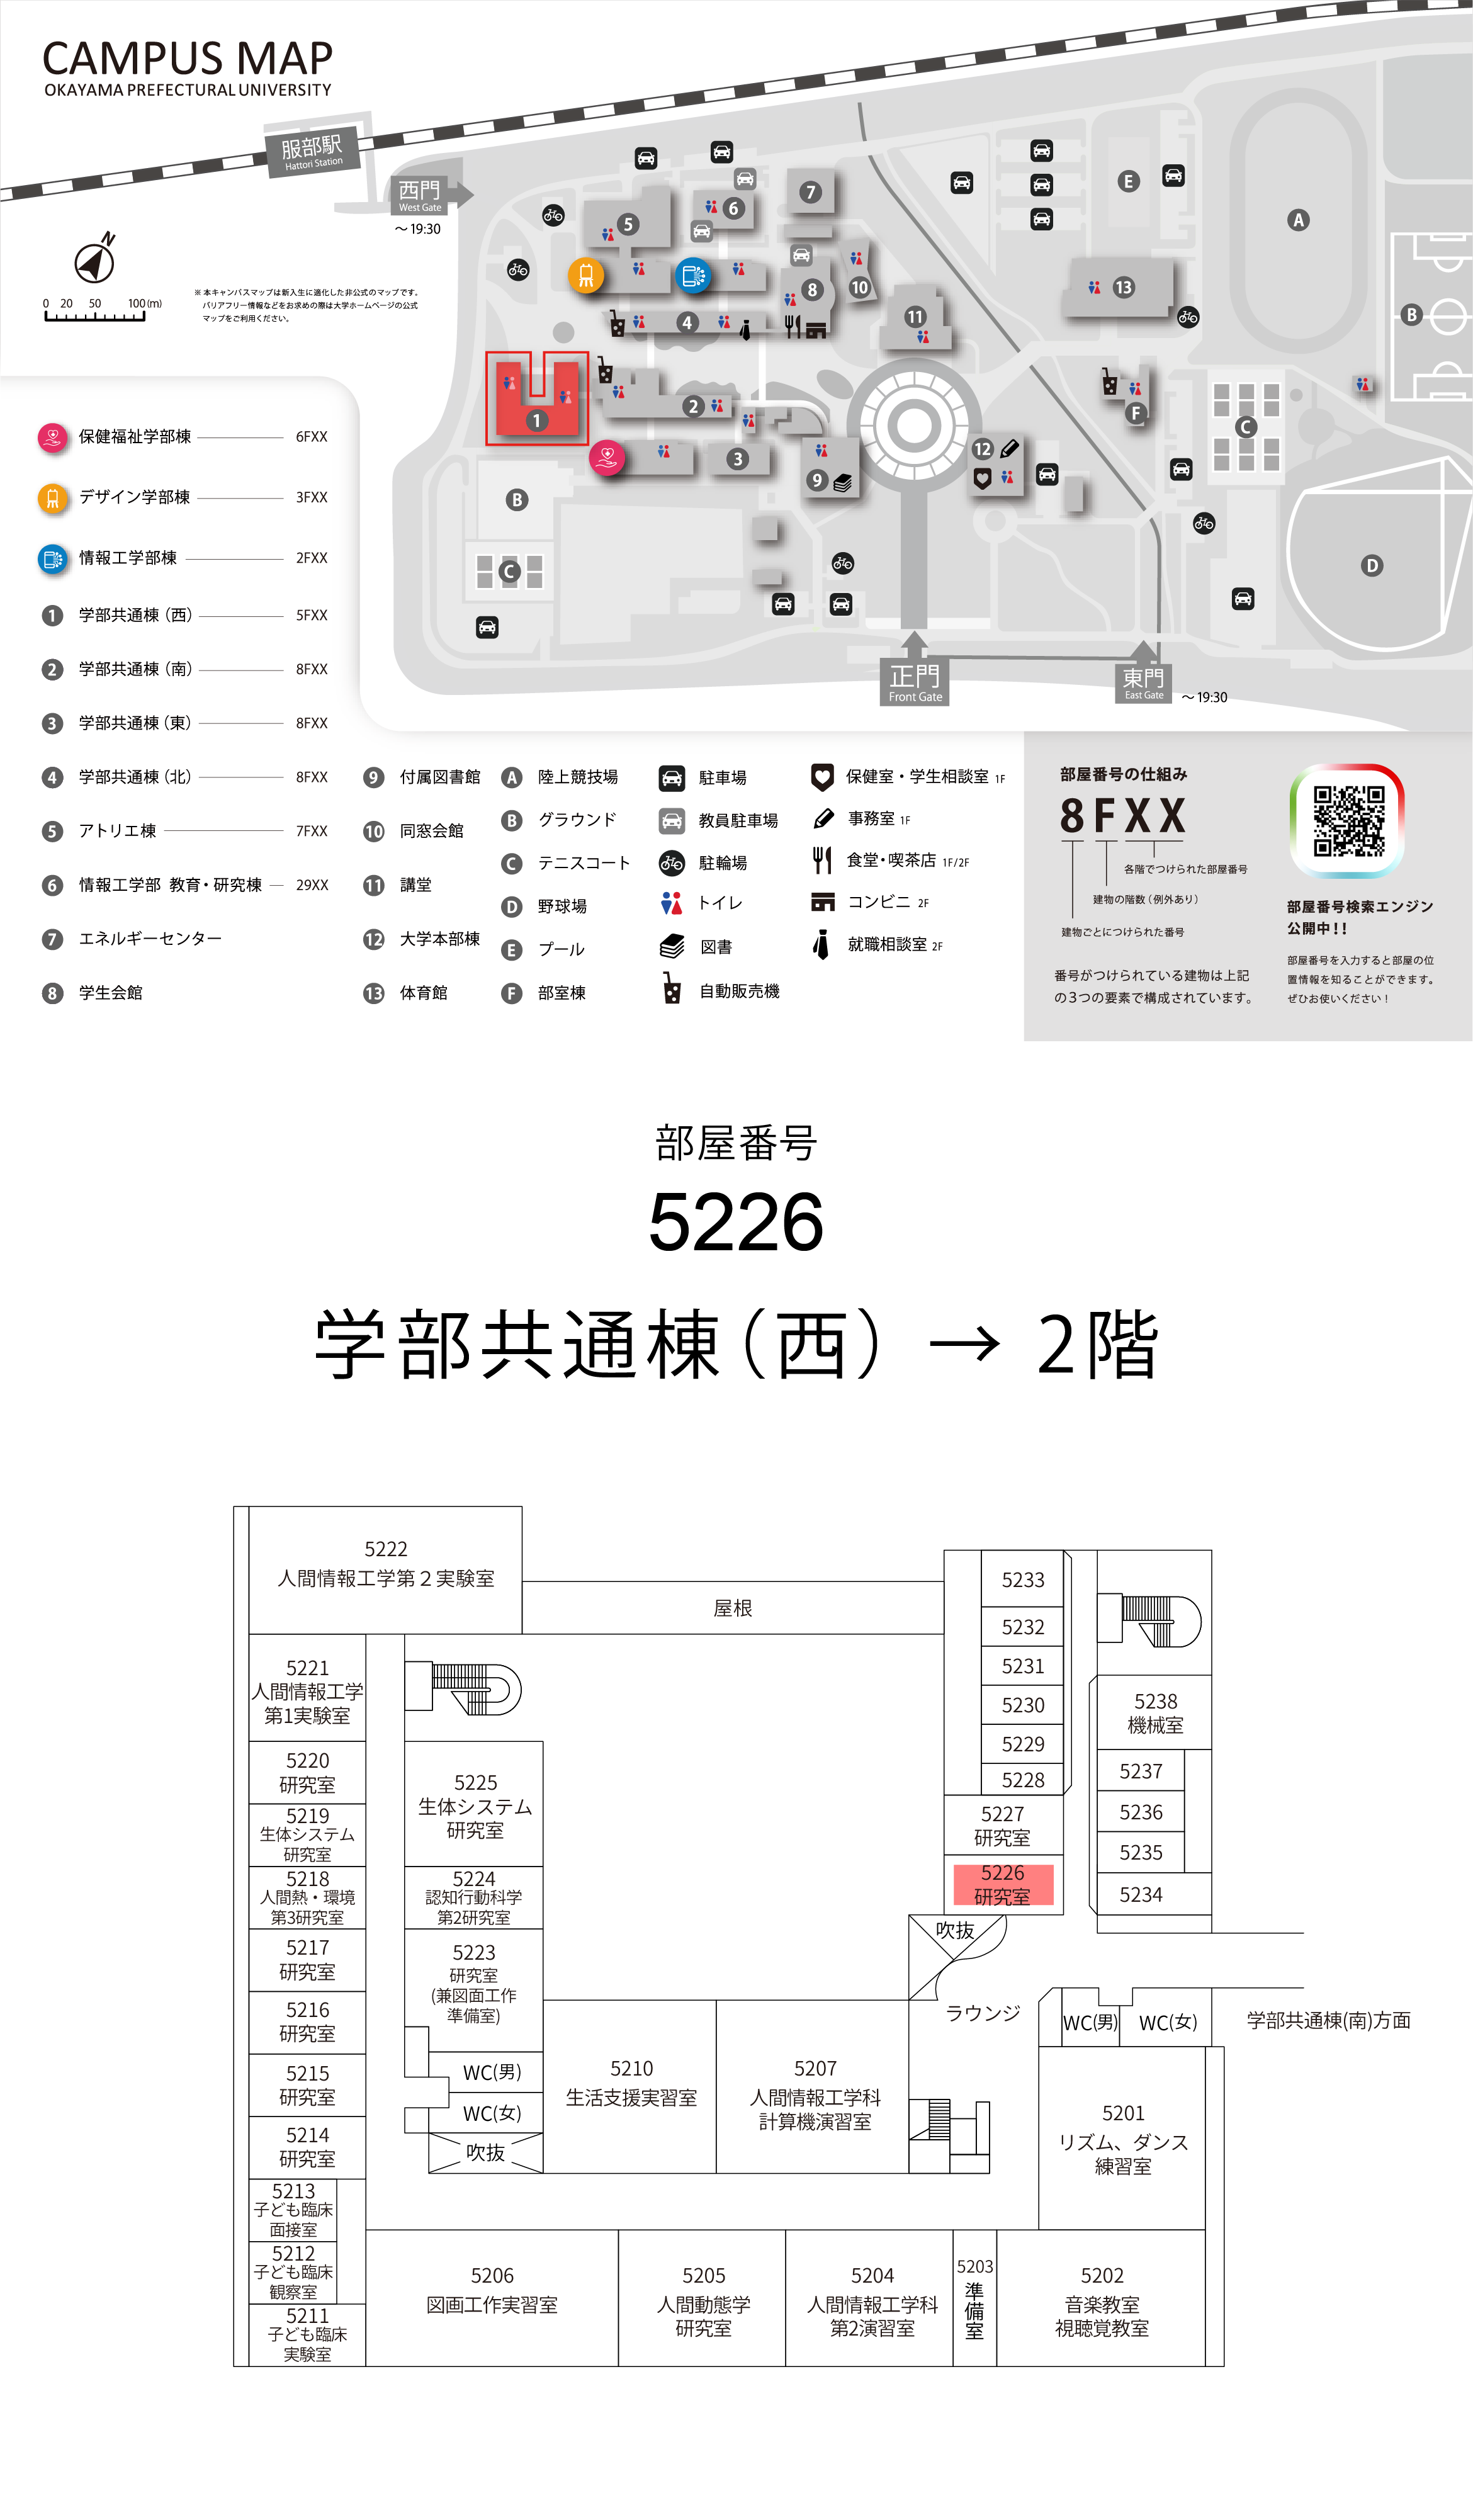 CAMPUS MAP
OKAYAMA PREFECTURAL UNIVERSITY
服部駅
Hattori Station
西門
West Gate
～19:30
N
0 20 50 100(m)
※ 本キャンパスマップは新入生に適化した非公式のマップです。
バリアフリー情報などをお求めの際は大学ホームページの公式
マップをご利用ください。
5
6
7
8
10
4
11
13
E
A
B
1
2
3
9
12
F
C
B
C
D
正門
Front Gate
東門
East Gate
～19:30
保健福祉学部棟 6FXX
デザイン学部棟 3FXX
情報工学部棟 2FXX
1 学部共通棟（西） 5FXX
2 学部共通棟（南） 8FXX
3 学部共通棟（東） 8FXX
4 学部共通棟（北） 8FXX
5 アトリエ棟 7FXX
6 情報工学部 教育・研究棟 29XX
7 エネルギーセンター
8 学生会館
9 付属図書館
10 同窓会館
11 講堂
12 大学本部棟
13 体育館
A 陸上競技場
B グラウンド
C テニスコート
D 野球場
E プール
F 部室棟
駐車場
教員駐車場
駐輪場
トイレ
図書
自動販売機
保健室・学生相談室 1F
事務室 1F
食堂・喫茶店 1F/2F
コンビニ 2F
就職相談室 2F
部屋番号の仕組み
8FXX
各階でつけられた部屋番号
建物の階数（例外あり）
建物ごとにつけられた番号
番号がつけられている建物は上記
の３つの要素で構成されています。
部屋番号検索エンジン
公開中！！
部屋番号を入力すると部屋の位
置情報を知ることができます。
ぜひお使いください！
部屋番号
5226
学部共通棟（西） → 2階
5222
人間情報工学第２実験室
屋根
5221
人間情報工学
第1実験室
5220
研究室
5219
生体システム
研究室
5218
人間熱・環境
第3研究室
5217
研究室
5216
研究室
5215
研究室
5214
研究室
5213
子ども臨床
面接室
5212
子ども臨床
観察室
5211
子ども臨床
実験室
5225
生体システム
研究室
5224
認知行動科学
第2研究室
5223
研究室
(兼図面工作
準備室)
WC(男)
WC(女)
吹抜
5210
生活支援実習室
5207
人間情報工学科
計算機演習室
5233
5232
5231
5230
5229
5228
5227
研究室
5226
研究室
吹抜
ラウンジ
5238
機械室
5237
5236
5235
5234
WC(男)
WC(女)
学部共通棟(南)方面
5201
リズム、ダンス
練習室
5206
図画工作実習室
5205
人間動態学
研究室
5204
人間情報工学科
第2演習室
5203
準備室
5202
音楽教室
視聴覚教室